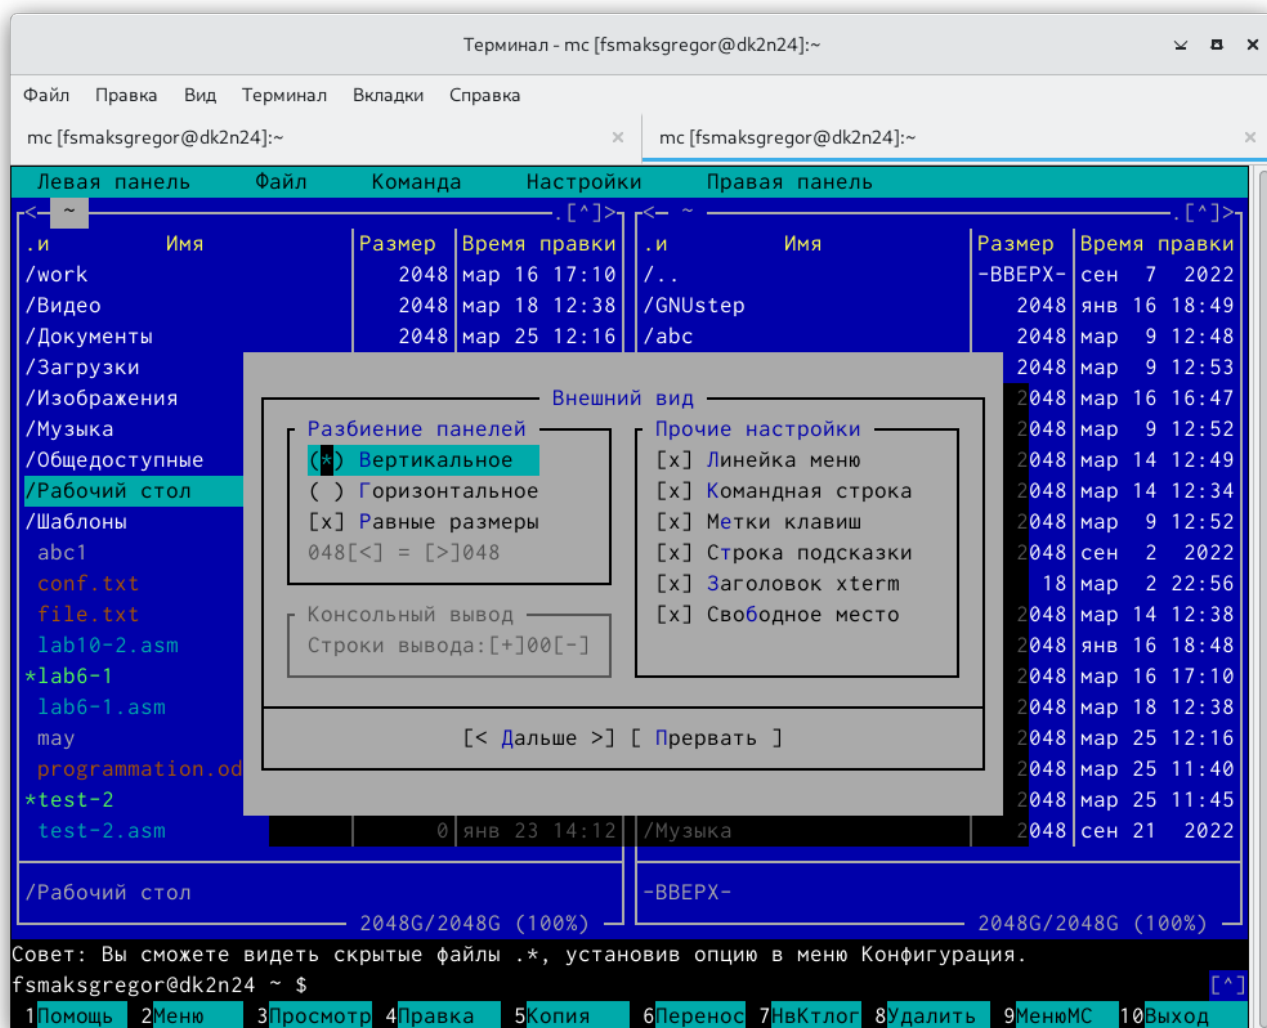 Терминал - mc [fsmaksgregor@dk2n24]:~
Файл Правка Вид Терминал Вкладки Справка
mc [fsmaksgregor@dk2n24]:~ × mc [fsmaksgregor@dk2n24]:~ ×
Левая панель Файл Команда Настройки Правая панель
<— ~ .[^]> <— ~ .[^]>
.и Имя Размер Время правки .и Имя Размер Время правки
/work 2048 мар 16 17:10 /.. -ВВЕРХ- сен 7 2022
/Видео 2048 мар 18 12:38 /GNUstep 2048 янв 16 18:49
/Документы 2048 мар 25 12:16 /abc 2048 мар 9 12:48
/Загрузки 2048 мар 9 12:53
/Изображения Внешний вид 2048 мар 16 16:47
/Музыка Разбиение панелей Прочие настройки 2048 мар 9 12:52
/Общедоступные (*) Вертикальное [x] Линейка меню 2048 мар 14 12:49
/Рабочий стол ( ) Горизонтальное [x] Командная строка 2048 мар 14 12:34
/Шаблоны [x] Равные размеры [x] Метки клавиш 2048 мар 9 12:52
abc1 048[<] = [>]048 [x] Строка подсказки 2048 сен 2 2022
conf.txt [x] Заголовок xterm 18 мар 2 22:56
file.txt Консольный вывод [x] Свободное место 2048 мар 14 12:38
lab10-2.asm Строки вывода:[+]00[-] 2048 янв 16 18:48
*lab6-1 2048 мар 16 17:10
lab6-1.asm 2048 мар 18 12:38
may [< Дальше >] [ Прервать ] 2048 мар 25 12:16
programmation.od 2048 мар 25 11:40
*test-2 2048 мар 25 11:45
test-2.asm 0 янв 23 14:12 /Музыка 2048 сен 21 2022
/Рабочий стол -ВВЕРХ-
2048G/2048G (100%) 2048G/2048G (100%)
Совет: Вы сможете видеть скрытые файлы .*, установив опцию в меню Конфигурация.
fsmaksgregor@dk2n24 ~ $ [^]
1Помощь 2Меню 3Просмотр 4Правка 5Копия 6Перенос 7НвКтлог 8Удалить 9МенюMC 10Выход